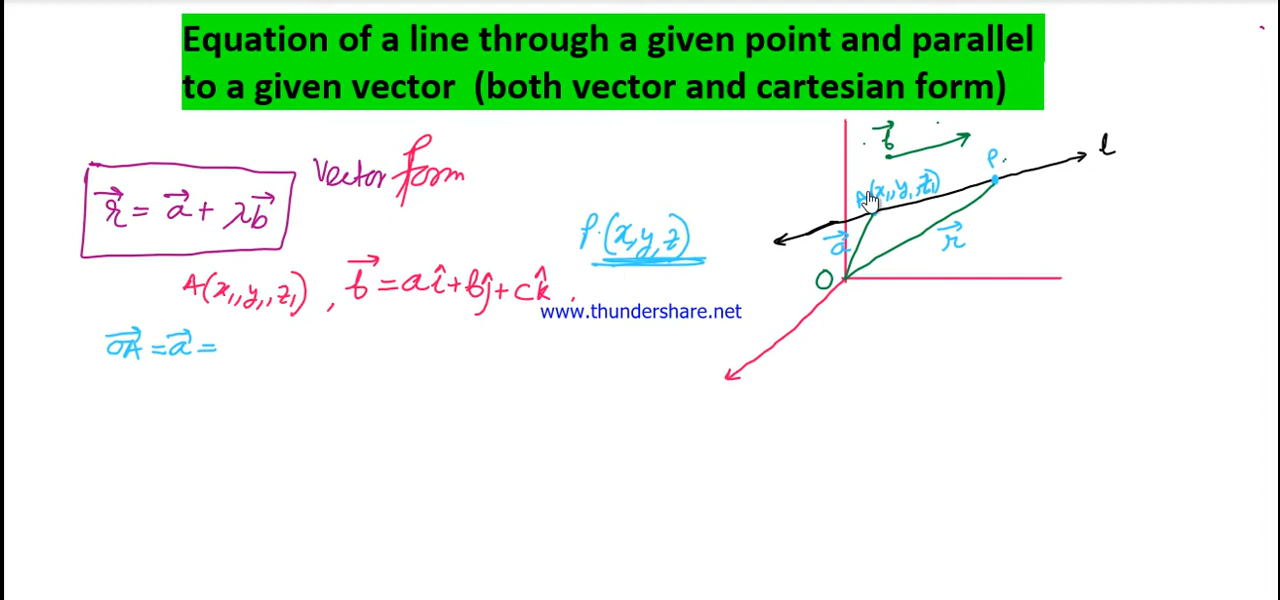 Equation of a line through a given point and parallel
to a given vector (both vector and cartesian form)
Vector form
r⃗ = a⃗ + λb⃗
A(x₁, y₁, z₁) , b⃗ = aî + bĵ + ck̂ .
P(x, y, z)
www.thundershare.net
O⃗A⃗ = a⃗ =
b⃗
l
P
A(x₁, y₁, z₁)
a⃗
r⃗
O